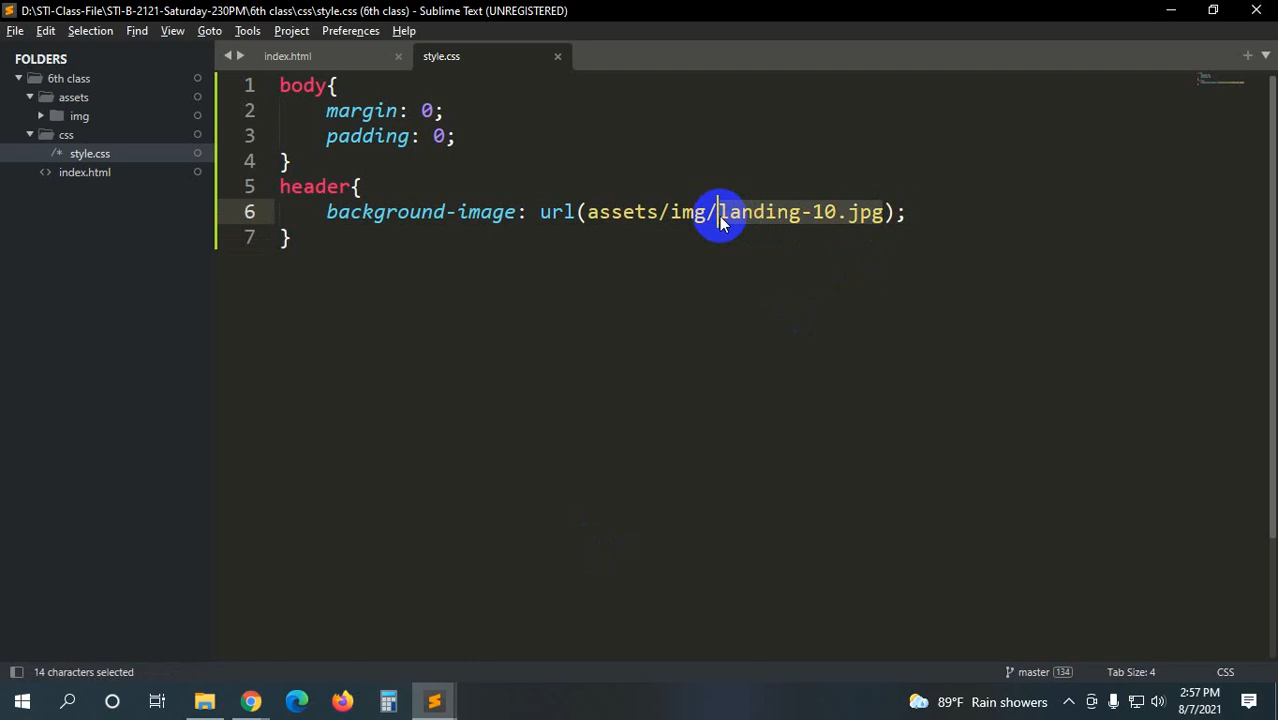 D:\STI-Class-File\STI-B-2121-Saturday-230PM\6th class\css\style.css (6th class) - Sublime Text (UNREGISTERED)
File Edit Selection Find View Goto Tools Project Preferences Help
FOLDERS
6th class
assets
img
css
/* style.css
<> index.html
index.html
style.css
1 body{
2 margin: 0;
3 padding: 0;
4 }
5 header{
6 background-image: url(assets/img/landing-10.jpg);
7 }
14 characters selected
master 134
Tab Size: 4
CSS
89°F Rain showers
2:57 PM
8/7/2021